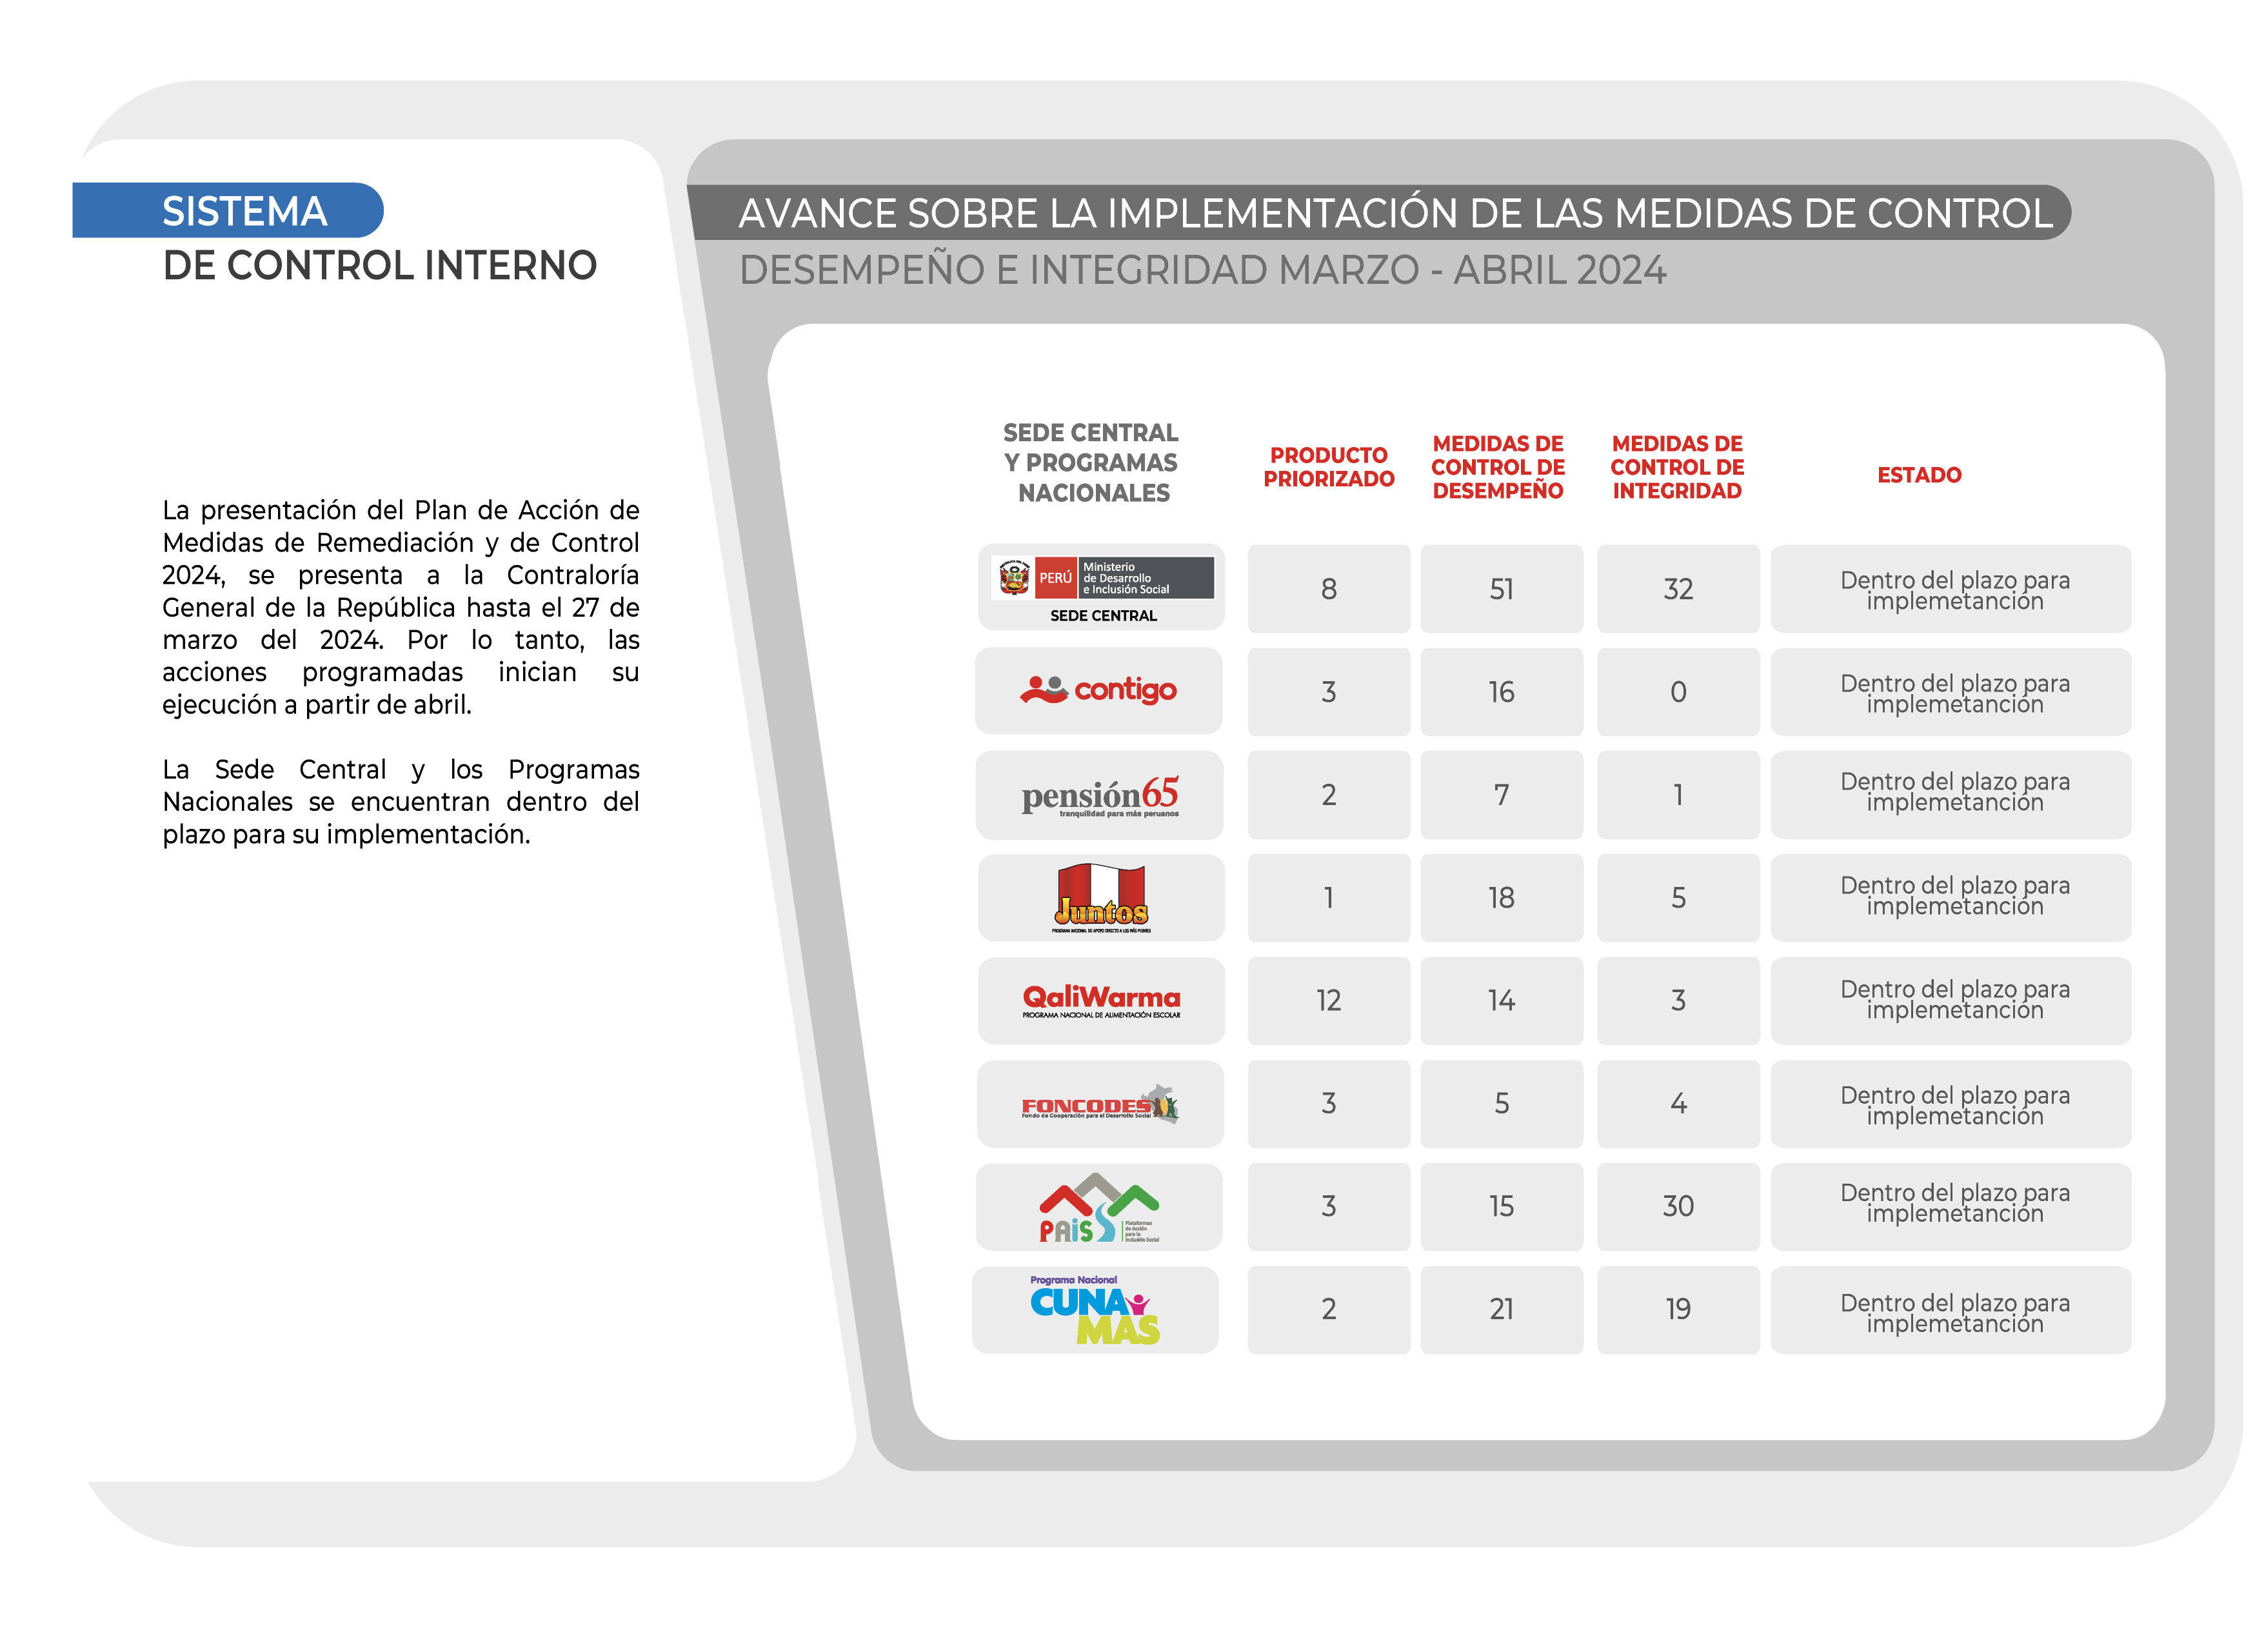 SISTEMA
DE CONTROL INTERNO
La presentación del Plan de Acción de
Medidas de Remediación y de Control
2024, se presenta a la Contraloría
General de la República hasta el 27 de
marzo del 2024. Por lo tanto, las
acciones programadas inician su
ejecución a partir de abril.
La Sede Central y los Programas
Nacionales se encuentran dentro del
plazo para su implementación.
AVANCE SOBRE LA IMPLEMENTACIÓN DE LAS MEDIDAS DE CONTROL
DESEMPEÑO E INTEGRIDAD MARZO - ABRIL 2024
SEDE CENTRAL
Y PROGRAMAS
NACIONALES
PRODUCTO
PRIORIZADO
MEDIDAS DE
CONTROL DE
DESEMPEÑO
MEDIDAS DE
CONTROL DE
INTEGRIDAD
ESTADO
PERÚ
Ministerio
de Desarrollo
e Inclusión Social
SEDE CENTRAL
8
51
32
Dentro del plazo para
implemetanción
contigo
3
16
0
Dentro del plazo para
implemetanción
pensión65
tranquilidad para más peruanos
2
7
1
Dentro del plazo para
implemetanción
Juntos
PROGRAMA NACIONAL DE APOYO DIRECTO A LOS MÁS POBRES
1
18
5
Dentro del plazo para
implemetanción
QaliWarma
PROGRAMA NACIONAL DE ALIMENTACIÓN ESCOLAR
12
14
3
Dentro del plazo para
implemetanción
FONCODES
Fondo de Cooperación para el Desarrollo Social
3
5
4
Dentro del plazo para
implemetanción
PAiS
Plataformas
de Acción
para la
Inclusión Social
3
15
30
Dentro del plazo para
implemetanción
Programa Nacional
CUNA
MAS
2
21
19
Dentro del plazo para
implemetanción